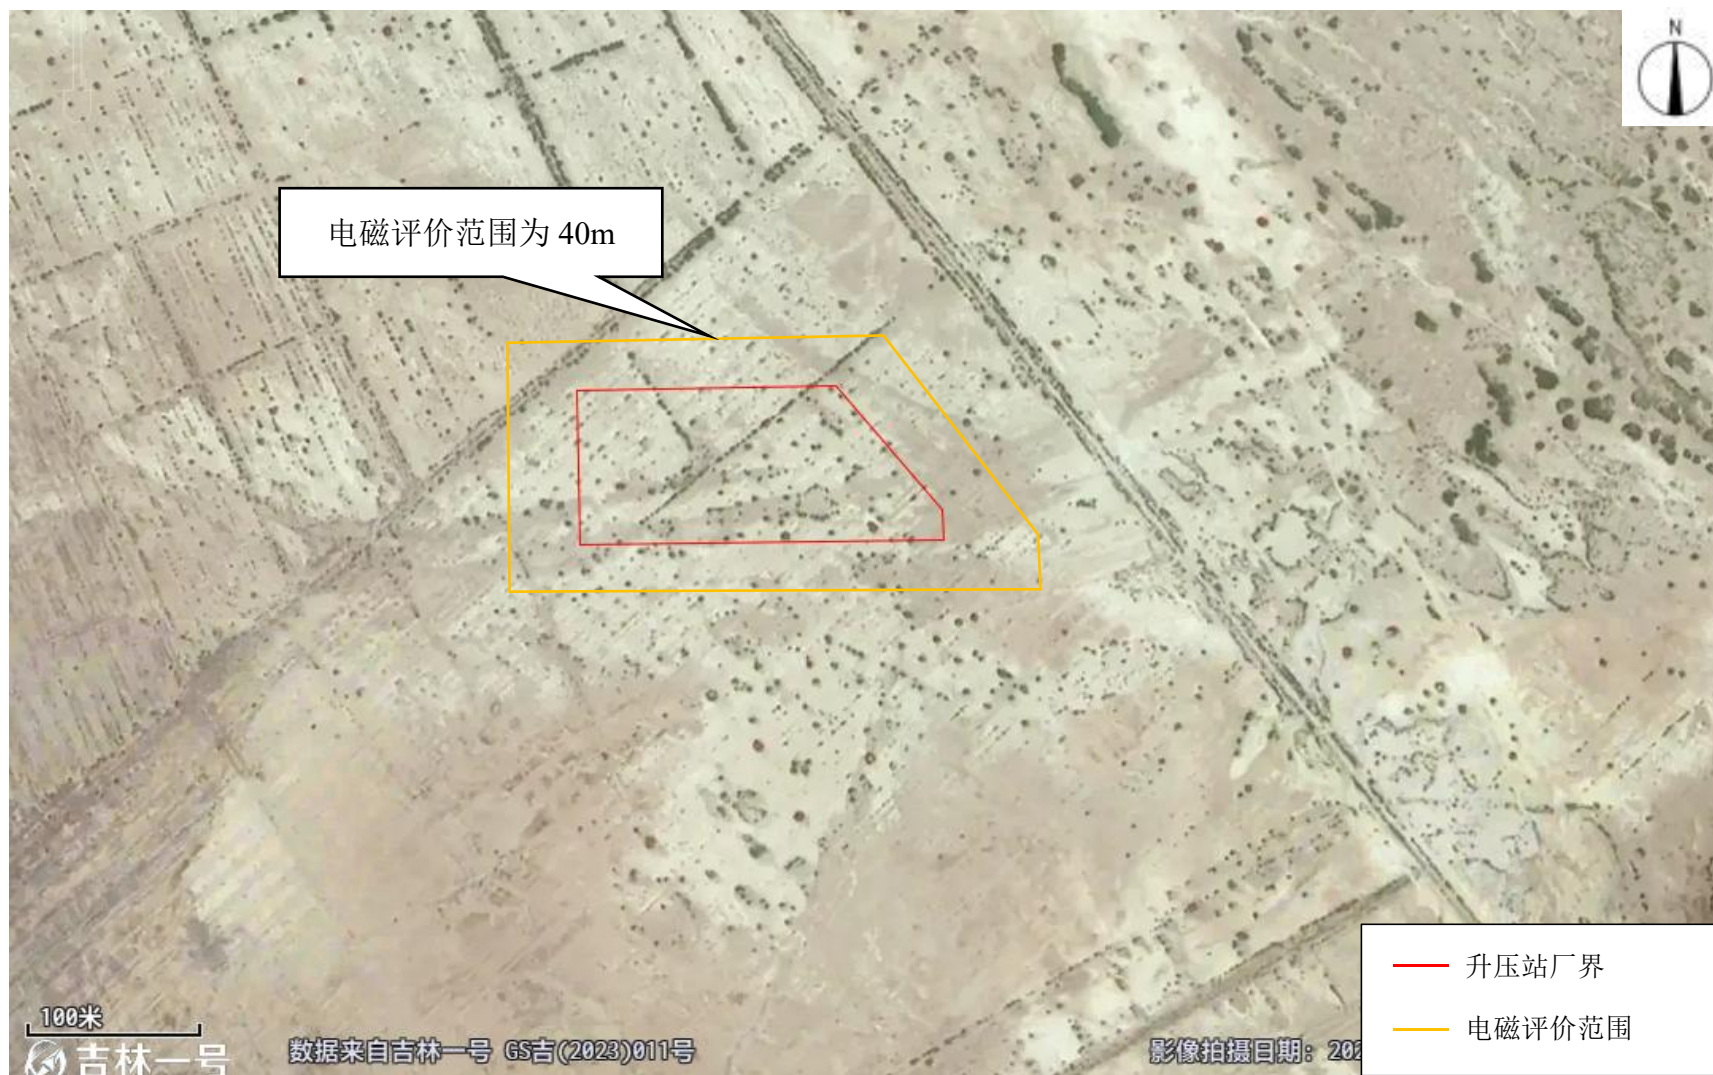 N
电磁评价范围为 40m
升压站厂界
电磁评价范围
100米
吉林一号
数据来自吉林一号 GS吉(2023)011号
影像拍摄日期: 202